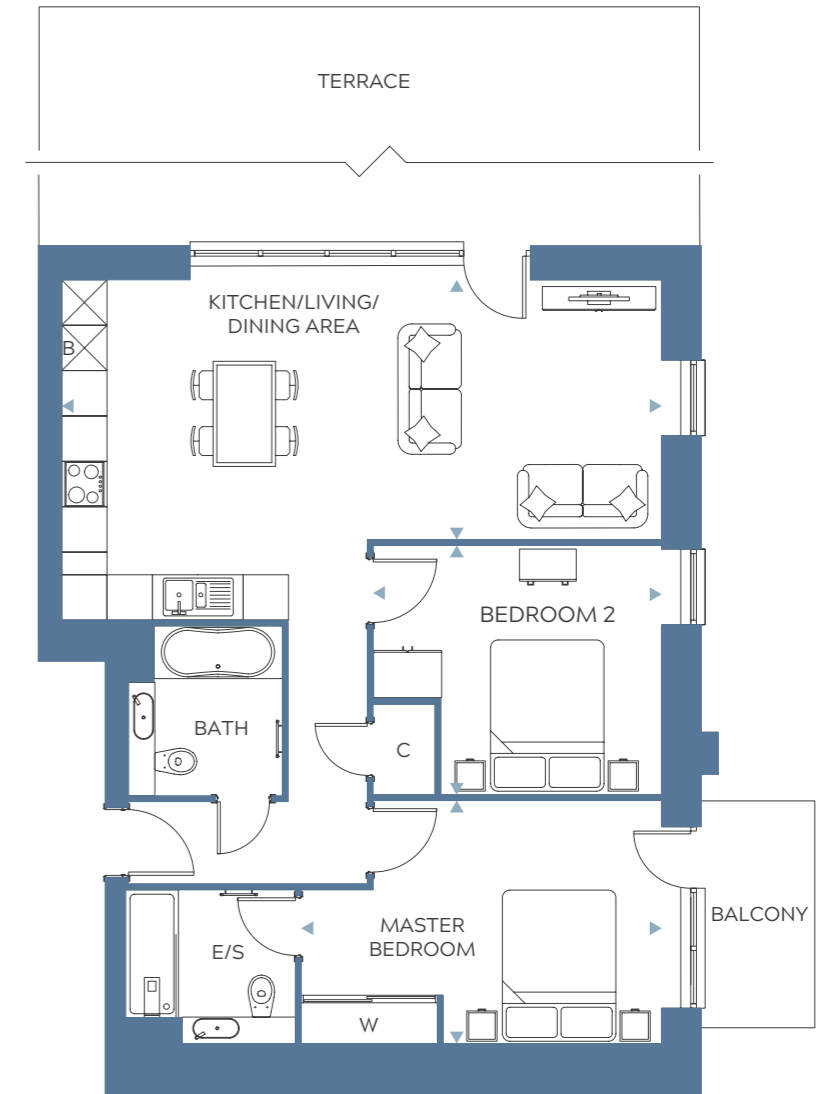 TERRACE
KITCHEN/LIVING/
DINING AREA
B
BEDROOM 2
BATH
C
BALCONY
MASTER
BEDROOM
E/S
W